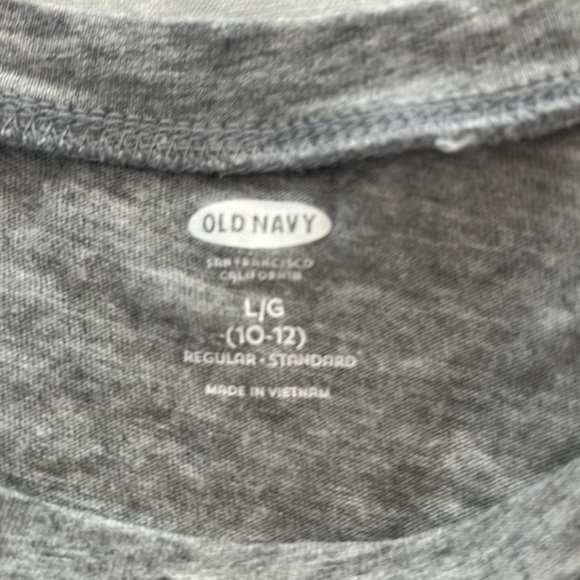 OLD NAVY
SAN FRANCISCO
CALIFORNIA
L/G
(10-12)
REGULAR • STANDARD
MADE IN VIETNAM